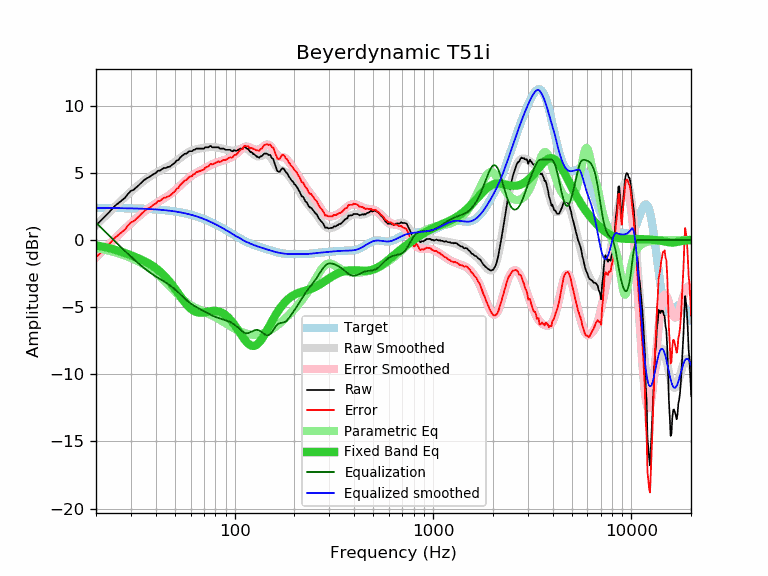 Beyerdynamic T51i
Amplitude (dBr)
10
5
0
−5
−10
−15
−20
Target
Raw Smoothed
Error Smoothed
Raw
Error
Parametric Eq
Fixed Band Eq
Equalization
Equalized smoothed
100
1000
10000
Frequency (Hz)